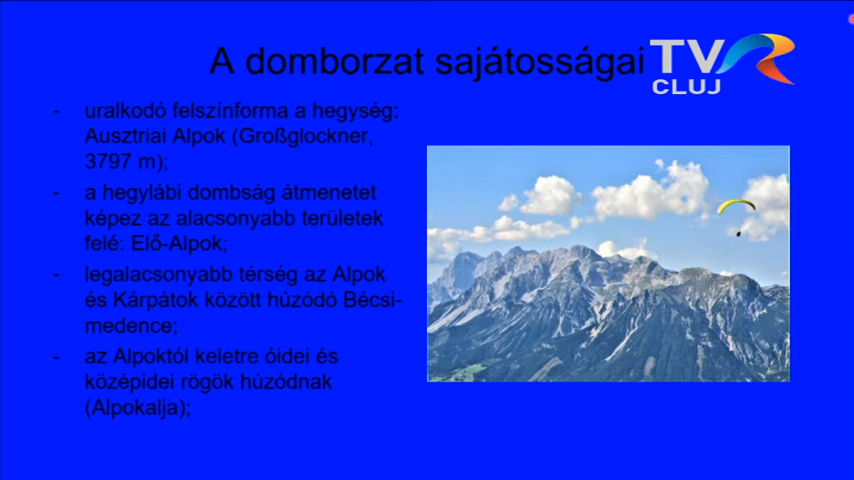 A domborzat sajátosságai
TVR
CLUJ
- uralkodó felszínforma a hegység:
Ausztriai Alpok (Großglockner,
3797 m);
- a hegylábi dombság átmenetet
képez az alacsonyabb területek
felé: Elő-Alpok;
- legalacsonyabb térség az Alpok
és Kárpátok között húzódó Bécsi-
medence;
- az Alpoktól keletre óidei és
középidei rögök húzódnak
(Alpokalja);